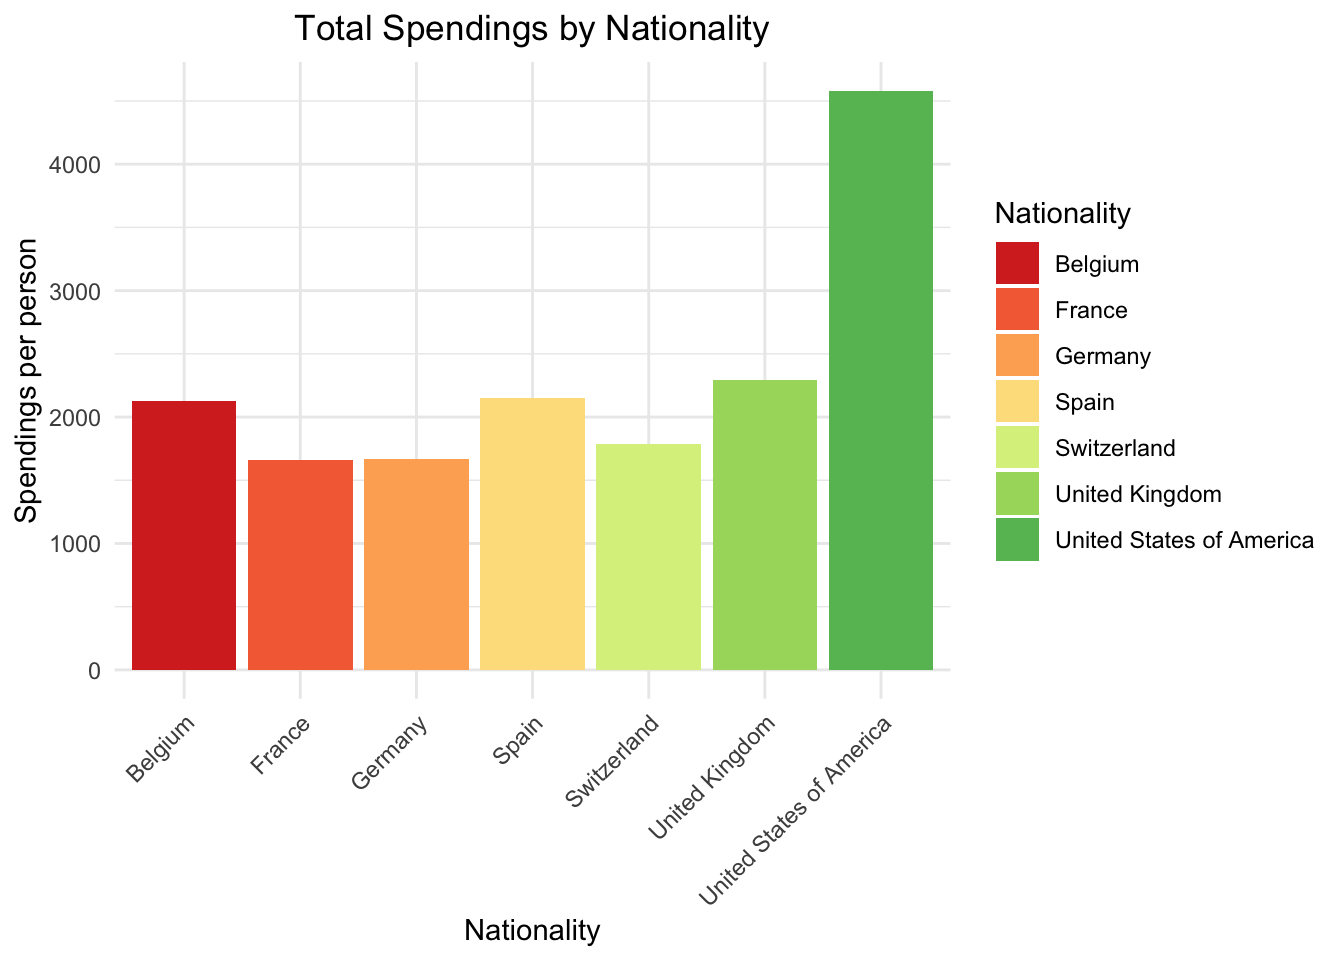 Total Spendings by Nationality
Spendings per person
4000
3000
2000
1000
0
Belgium
France
Germany
Spain
Switzerland
United Kingdom
United States of America
Nationality
Nationality
Belgium
France
Germany
Spain
Switzerland
United Kingdom
United States of America